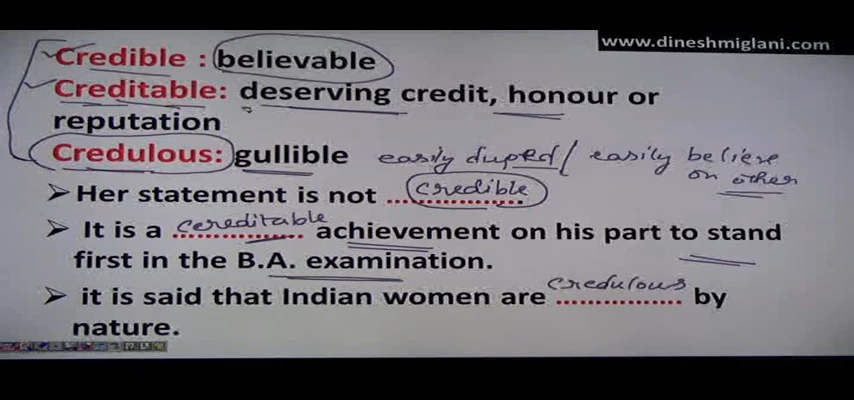 www.dineshmiglani.com
Credible : believable
Creditable: deserving credit, honour or
reputation
Credulous: gullible easily duped / easily believe
on other
➤ Her statement is not credible
➤ It is a cereditable achievement on his part to stand
first in the B.A. examination.
➤ it is said that Indian women are credulous by
nature.